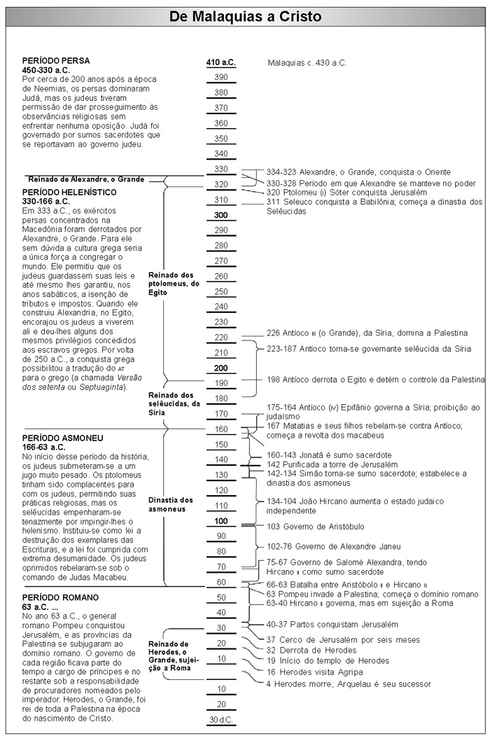 De Malaquias a Cristo
PERÍODO PERSA
450-330 a.C.
Por cerca de 200 anos após a época
de Neemias, os persas dominaram
Judá, mas os judeus tiveram
permissão de dar prosseguimento às
observâncias religiosas sem
enfrentar nenhuma oposição. Judá foi
governado por sumos sacerdotes que
se reportavam ao governo judeu.
Reinado de Alexandre, o Grande
PERÍODO HELENÍSTICO
330-166 a.C.
Em 333 a.C., os exércitos
persas concentrados na
Macedônia foram derrotados por
Alexandre, o Grande. Para ele
sem dúvida a cultura grega seria
a única força a congregar o
mundo. Ele permitiu que os
judeus guardassem suas leis e
até mesmo lhes garantiu, nos
anos sabáticos, a isenção de
tributos e impostos. Quando ele
construiu Alexandria, no Egito,
encorajou os judeus a viverem
ali e deu-lhes alguns dos
mesmos privilégios concedidos
aos escravos gregos. Por volta
de 250 a.C., a conquista grega
possibilitou a tradução do AT
para o grego (a chamada Versão
dos setenta ou Septuaginta).
PERÍODO ASMONEU
166-63 a.C.
No início desse período da história,
os judeus submeteram-se a um
jugo muito pesado. Os ptolomeus
tinham sido complacentes para
com os judeus, permitindo suas
práticas religiosas, mas os
selêucidas empenharam-se
tenazmente por impingir-lhes o
helenismo. Instituiu-se como lei a
destruição dos exemplares das
Escrituras, e a lei foi cumprida com
extrema desumanidade. Os judeus
oprimidos rebelaram-se sob o
comando de Judas Macabeu.
PERÍODO ROMANO
63 a.C. ...
No ano 63 a.C., o general
romano Pompeu conquistou
Jerusalém, e as províncias da
Palestina se subjugaram ao
domínio romano. O governo de
cada região ficava parte do
tempo a cargo de príncipes e no
restante sob a responsabilidade
de procuradores nomeados pelo
imperador. Herodes, o Grande, foi
rei de toda a Palestina na época
do nascimento de Cristo.
Reinado dos
ptolomeus, do
Egito
Reinado dos
selêucidas, da
Síria
Dinastia dos
asmoneus
Reinado de
Herodes, o
Grande, sujei-
ção a Roma
410 a.C.
390
380
370
360
350
340
330
320
310
300
290
280
270
260
250
240
230
220
210
200
190
180
170
160
150
140
130
120
110
100
90
80
70
60
50
40
30
20
10
10
20
30 d.C.
Malaquias c. 430 a.C.
334-323 Alexandre, o Grande, conquista o Oriente
330-328 Período em que Alexandre se manteve no poder
320 Ptolomeu (I) Sóter conquista Jerusalém
311 Seleuco conquista a Babilônia, começa a dinastia dos
Selêucidas
226 Antíoco III (o Grande), da Síria, domina a Palestina
223-187 Antíoco torna-se governante selêucida da Síria
198 Antíoco derrota o Egito e detém o controle da Palestina
175-164 Antíoco (IV) Epifânio governa a Síria; proibição ao
judaísmo
167 Matatias e seus filhos rebelam-se contra Antíoco;
começa a revolta dos macabeus
160-143 Jonatã é sumo sacerdote
142 Purificada a torre de Jerusalém
142-134 Simão torna-se sumo sacerdote; estabelece a
dinastia dos asmoneus
134-104 João Hircano aumenta o estado judaico
independente
103 Governo de Aristóbulo
102-76 Governo de Alexandre Janeu
75-67 Governo de Salomé Alexandra, tendo
Hircano II como sumo sacerdote
66-63 Batalha entre Aristóbulo II e Hircano II
63 Pompeu invade a Palestina; começa o domínio romano
63-40 Hircano II governa, mas em sujeição a Roma
40-37 Partos conquistam Jerusalém
37 Cerco de Jerusalém por seis meses
32 Derrota de Herodes
19 Início do templo de Herodes
16 Herodes visita Agripa
4 Herodes morre; Arquelau é seu sucessor